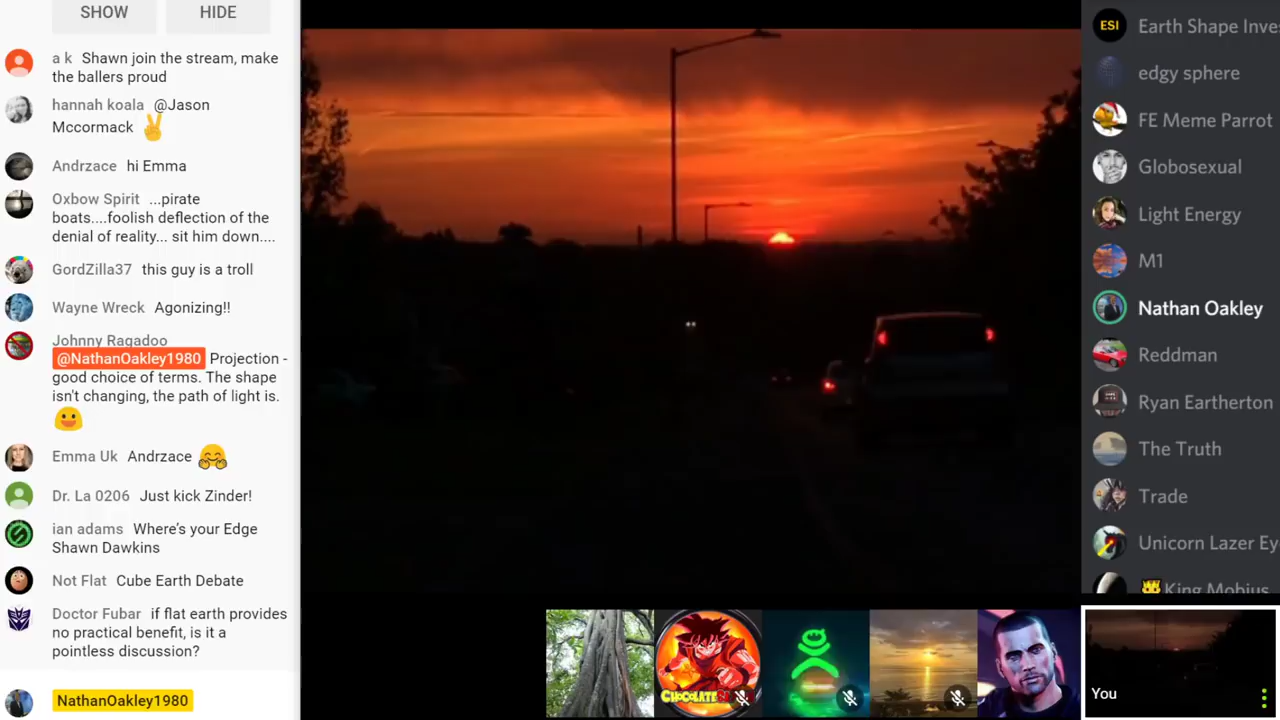 SHOW HIDE
a k Shawn join the stream, make
the ballers proud
hannah koala @Jason
Mccormack
Andrzace hi Emma
Oxbow Spirit ...pirate
boats....foolish deflection of the
denial of reality... sit him down....
GordZilla37 this guy is a troll
Wayne Wreck Agonizing!!
Johnny Ragadoo
@NathanOakley1980 Projection -
good choice of terms. The shape
isn't changing, the path of light is.
Emma Uk Andrzace
Dr. La 0206 Just kick Zinder!
ian adams Where's your Edge
Shawn Dawkins
Not Flat Cube Earth Debate
Doctor Fubar if flat earth provides
no practical benefit, is it a
pointless discussion?
NathanOakley1980
CHOCOLATE
You
ESI Earth Shape Inves
edgy sphere
FE Meme Parrot
Globosexual
Light Energy
M1
Nathan Oakley
Reddman
Ryan Eartherton
The Truth
Trade
Unicorn Lazer Ey
King Mobius